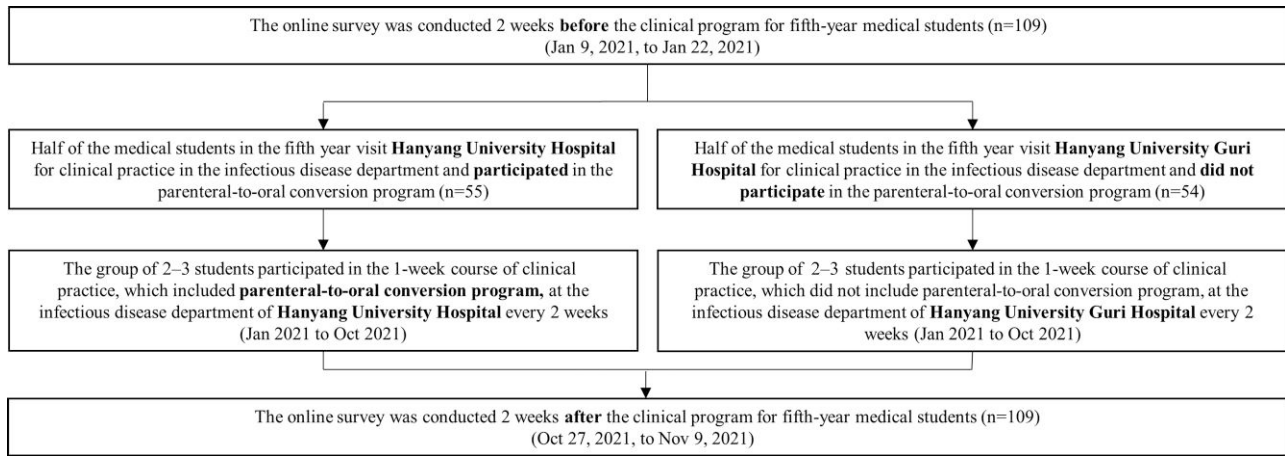 The online survey was conducted 2 weeks before the clinical program for fifth-year medical students (n=109)
(Jan 9, 2021, to Jan 22, 2021)
Half of the medical students in the fifth year visit Hanyang University Hospital
for clinical practice in the infectious disease department and participated in the
parenteral-to-oral conversion program (n=55)
Half of the medical students in the fifth year visit Hanyang University Guri
Hospital for clinical practice in the infectious disease department and did not
participate in the parenteral-to-oral conversion program (n=54)
The group of 2–3 students participated in the 1-week course of clinical
practice, which included parenteral-to-oral conversion program, at the
infectious disease department of Hanyang University Hospital every 2 weeks
(Jan 2021 to Oct 2021)
The group of 2–3 students participated in the 1-week course of clinical
practice, which did not include parenteral-to-oral conversion program, at the
infectious disease department of Hanyang University Guri Hospital every 2
weeks (Jan 2021 to Oct 2021)
The online survey was conducted 2 weeks after the clinical program for fifth-year medical students (n=109)
(Oct 27, 2021, to Nov 9, 2021)